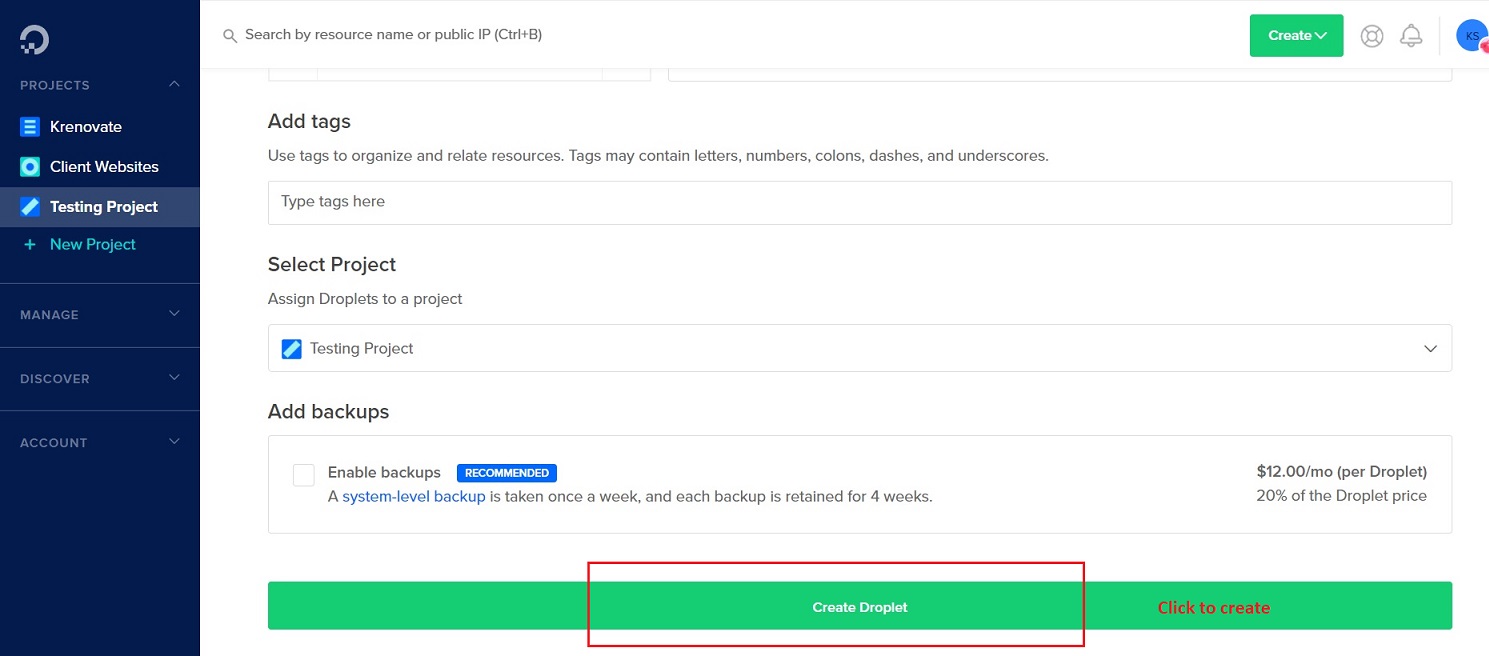 Search by resource name or public IP (Ctrl+B)
Create
KS
PROJECTS
Krenovate
Client Websites
Testing Project
+ New Project
MANAGE
DISCOVER
ACCOUNT
Add tags
Use tags to organize and relate resources. Tags may contain letters, numbers, colons, dashes, and underscores.
Type tags here
Select Project
Assign Droplets to a project
Testing Project
Add backups
Enable backups RECOMMENDED
$12.00/mo (per Droplet)
A system-level backup is taken once a week, and each backup is retained for 4 weeks.
20% of the Droplet price
Create Droplet
Click to create